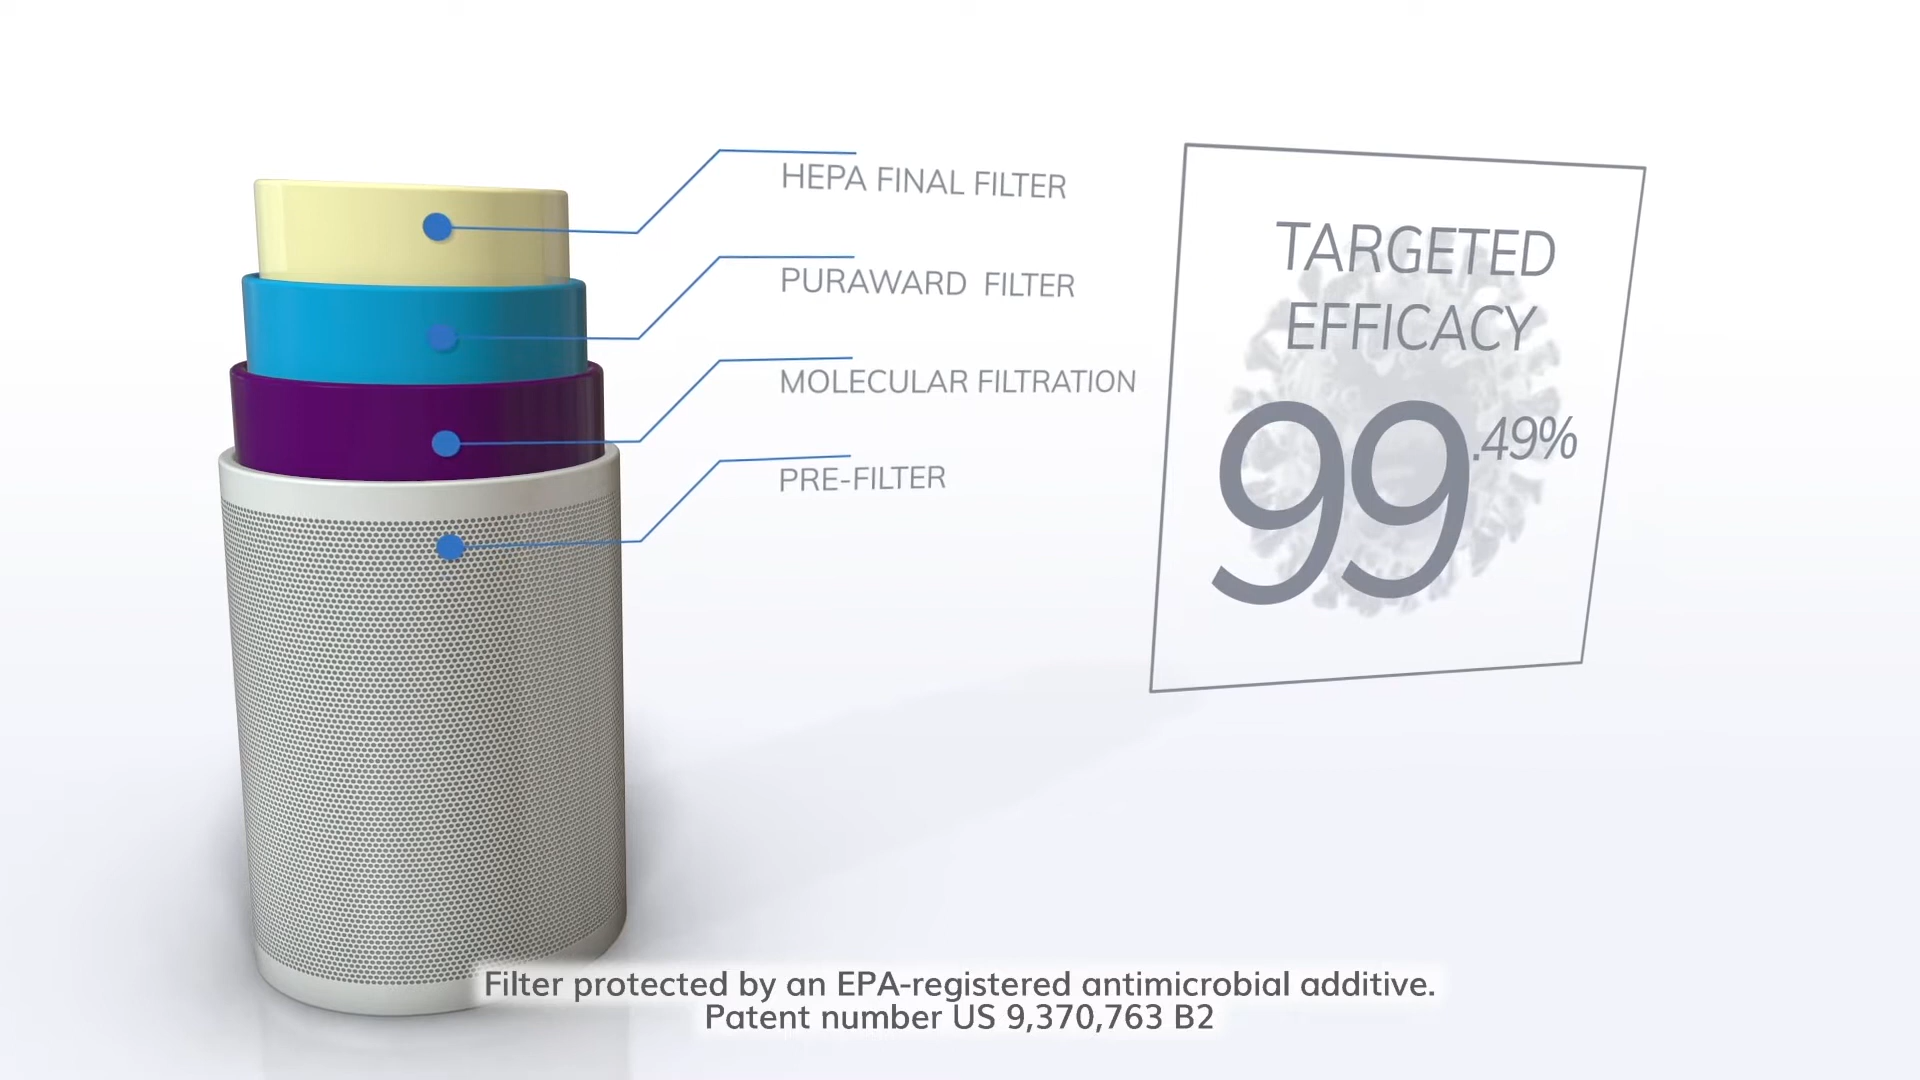 HEPA FINAL FILTER
PURAWARD FILTER
MOLECULAR FILTRATION
PRE-FILTER
TARGETED
EFFICACY
99.49%
Filter protected by an EPA-registered antimicrobial additive.
Patent number US 9,370,763 B2